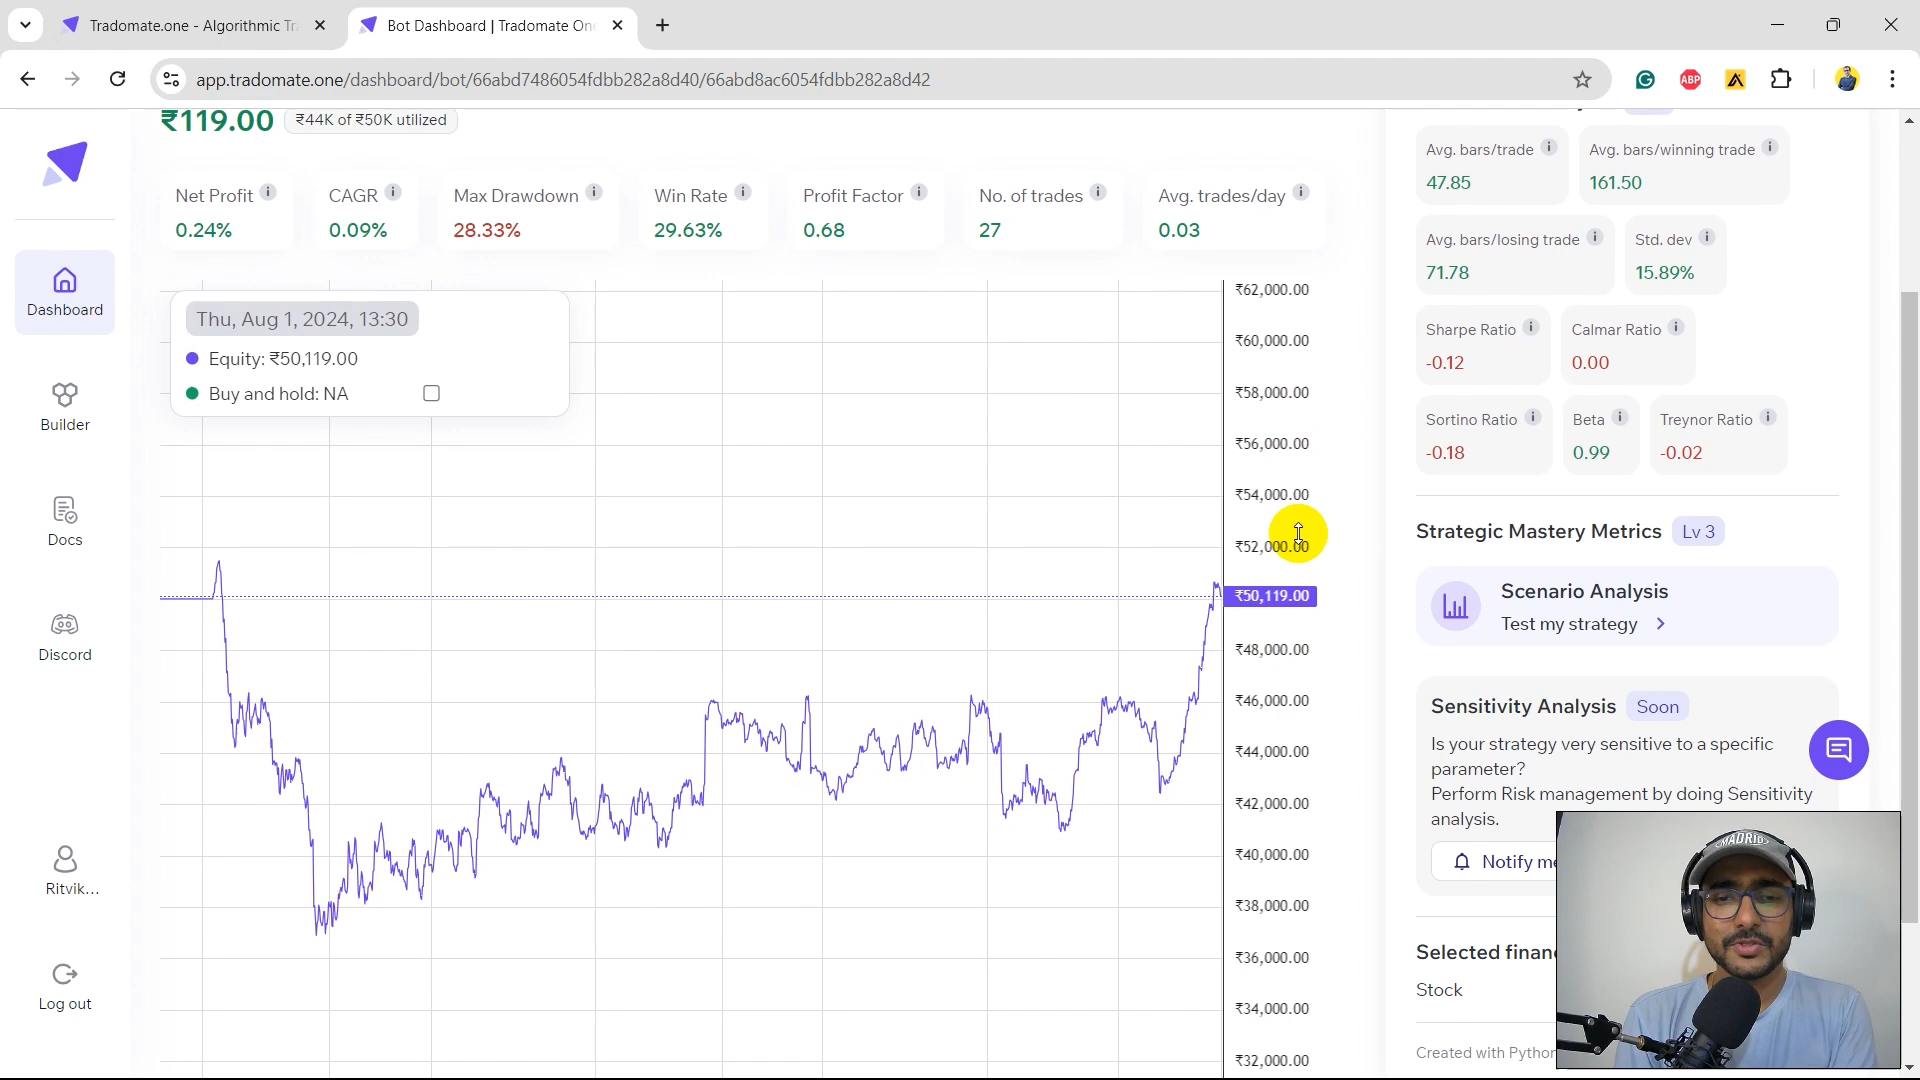 Tradomate.one - Algorithmic Tr
Bot Dashboard | Tradomate One
app.tradomate.one/dashboard/bot/66abd7486054fdbb282a8d40/66abd8ac6054fdbb282a8d42
ABP
₹119.00
₹44K of ₹50K utilized
Net Profit
0.24%
CAGR
0.09%
Max Drawdown
28.33%
Win Rate
29.63%
Profit Factor
0.68
No. of trades
27
Avg. trades/day
0.03
Dashboard
Builder
Docs
Discord
Ritvik...
Log out
Thu, Aug 1, 2024, 13:30
Equity: ₹50,119.00
Buy and hold: NA
₹62,000.00
₹60,000.00
₹58,000.00
₹56,000.00
₹54,000.00
₹52,000.00
₹50,119.00
₹48,000.00
₹46,000.00
₹44,000.00
₹42,000.00
₹40,000.00
₹38,000.00
₹36,000.00
₹34,000.00
₹32,000.00
Avg. bars/trade
47.85
Avg. bars/winning trade
161.50
Avg. bars/losing trade
71.78
Std. dev
15.89%
Sharpe Ratio
-0.12
Calmar Ratio
0.00
Sortino Ratio
-0.18
Beta
0.99
Treynor Ratio
-0.02
Strategic Mastery Metrics Lv 3
Scenario Analysis
Test my strategy
Sensitivity Analysis Soon
Is your strategy very sensitive to a specific
parameter?
Perform Risk management by doing Sensitivity
analysis.
Notify me
Selected finan
Stock
Created with Python
MADRID